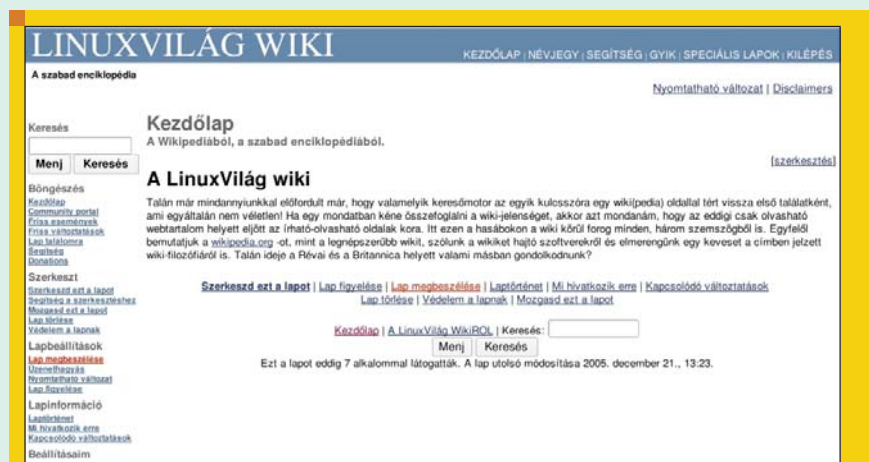 LINUXVILÁG WIKI
KEZDŐLAP | NÉVJEGY | SEGÍTSÉG | GYIK | SPECIÁLIS LAPOK | KILÉPÉS
A szabad enciklopédia
Nyomtatható változat | Disclaimers
Keresés
Menj Keresés
Böngészés
Kezdőlap
Community portal
Friss események
Friss változtatások
Lap találomra
Segítség
Donations
Szerkeszt
Szerkeszd ezt a lapot
Segítség a szerkesztéshez
Mozgasd ezt a lapot
Lap törlése
Védelem a lapnak
Lapbeállítások
Lap megbeszélése
Üzenethagyás
Nyomtatható változat
Lap figyelése
Lapinformáció
Laptörténet
Mi hivatkozik erre
Kapcsolódó változtatások
Beállításaim
Kezdőlap
A Wikipediából, a szabad enciklopédiából.
[szerkesztés]
A LinuxVilág wiki
Talán már mindannyiunkkal előfordult már, hogy valamelyik keresőmotor az egyik kulcsszóra egy wiki(pedia) oldallal tért vissza első találatként,
ami egyáltalán nem véletlen! Ha egy mondatban kéne összefoglalni a wiki-jelenséget, akkor azt mondanám, hogy az eddigi csak olvasható
webtartalom helyett eljött az írható-olvasható oldalak kora. Itt ezen a hasábokon a wiki körül forog minden, három szemszögből is. Egyfelől
bemutatjuk a wikipedia.org -ot, mint a legnépszerűbb wikit, szólunk a wikiket hajtó szoftverekről és elmerengünk egy keveset a címben jelzett
wiki-filozófiáról is. Talán ideje a Révai és a Britannica helyett valami másban gondolkodnunk?
Szerkeszd ezt a lapot | Lap figyelése | Lap megbeszélése | Laptörténet | Mi hivatkozik erre | Kapcsolódó változtatások
Lap törlése | Védelem a lapnak | Mozgasd ezt a lapot
Kezdőlap | A LinuxVilág WikiRÓL | Keresés:
Menj Keresés
Ezt a lapot eddig 7 alkalommal látogatták. A lap utolsó módosítása 2005. december 21., 13:23.